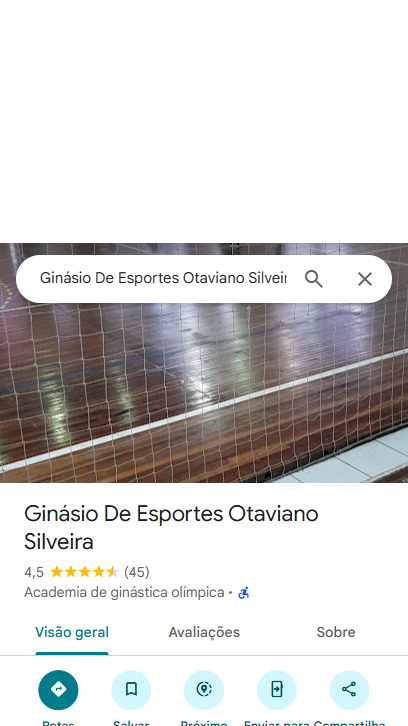 Ginásio De Esportes Otaviano Silvei
Ginásio De Esportes Otaviano
Silveira
4,5 (45)
Academia de ginástica olímpica •
Visão geral Avaliações Sobre
Rotas Salvar Próximo Enviar para Compartilha